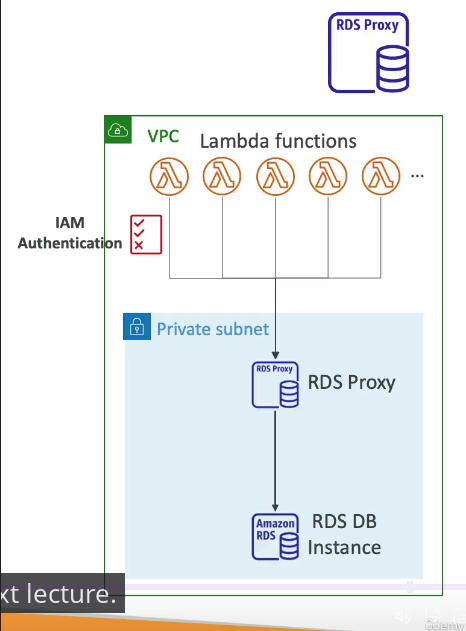 RDS Proxy
VPC
Lambda functions
...
IAM
Authentication
Private subnet
RDS Proxy
RDS Proxy
Amazon
RDS
RDS DB
Instance
xt lecture.
ûdemy